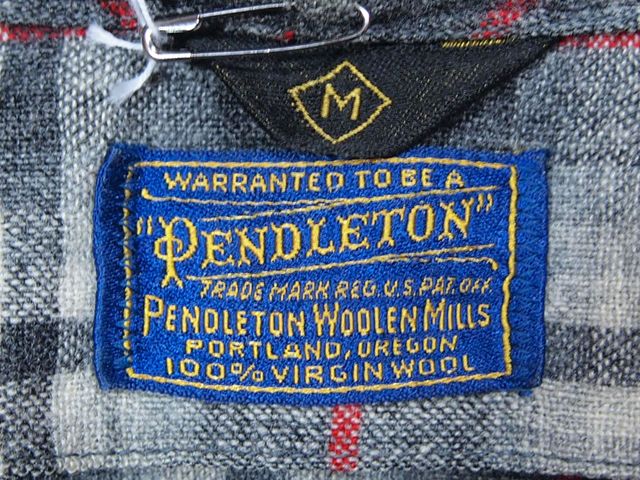 M
WARRANTED TO BE A
"PENDLETON"
TRADE MARK REG. U.S. PAT. OFF.
PENDLETON WOOLEN MILLS
PORTLAND, OREGON
100% VIRGIN WOOL